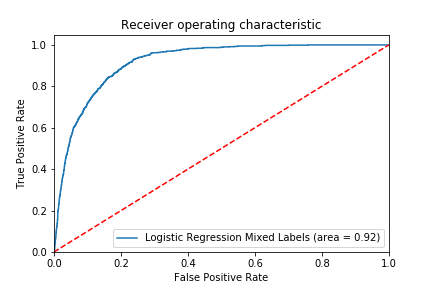 Receiver operating characteristic
True Positive Rate
1.0
0.8
0.6
0.4
0.2
0.0
Logistic Regression Mixed Labels (area = 0.92)
0.0 0.2 0.4 0.6 0.8 1.0
False Positive Rate